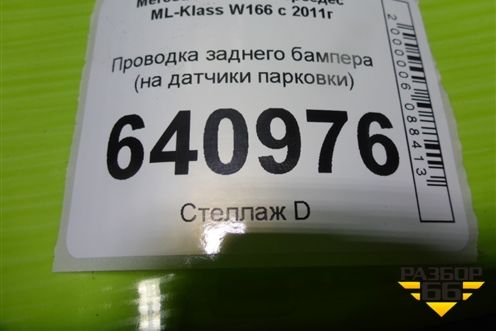 ML-Klass W166 с 2011г
Проводка заднего бампера
(на датчики парковки)
640976
Стеллаж D
2000006088413
РАЗБОР
66